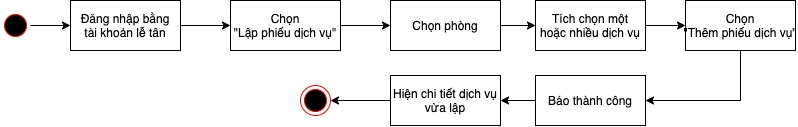 Đăng nhập bằng
tài khoản lễ tân
Chọn
"Lập phiếu dịch vụ"
Chọn phòng
Tích chọn một
hoặc nhiều dịch vụ
Chọn
"Thêm phiếu dịch vụ"
Báo thành công
Hiện chi tiết dịch vụ
vừa lập